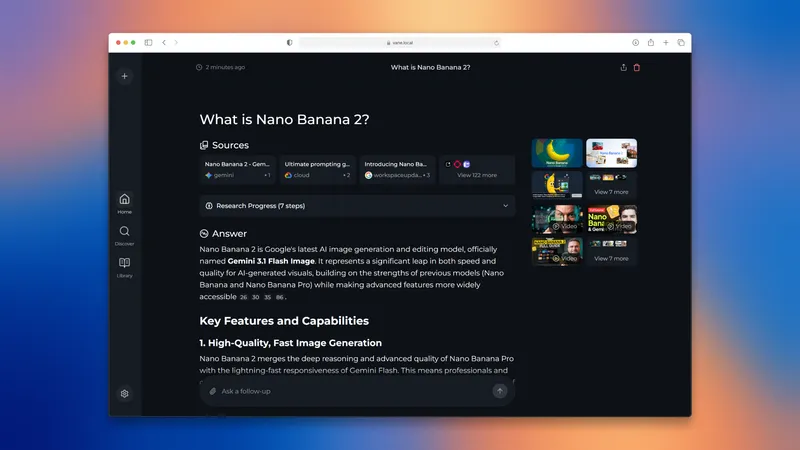 vane.local
2 minutes ago
What is Nano Banana 2?
What is Nano Banana 2?
Sources
Nano Banana 2 - Gem...
gemini • 1
Ultimate prompting g...
cloud • 2
Introducing Nano Ba...
workspaceupda... • 3
View 122 more
Research Progress (7 steps)
Answer
Nano Banana 2 is Google's latest AI image generation and editing model, officially
named Gemini 3.1 Flash Image. It represents a significant leap in both speed and
quality for AI-generated visuals, building on the strengths of previous models (Nano
Banana and Nano Banana Pro) while making advanced features more widely
accessible 26 30 35 86 .
Key Features and Capabilities
1. High-Quality, Fast Image Generation
Nano Banana 2 merges the deep reasoning and advanced quality of Nano Banana Pro
with the lightning-fast responsiveness of Gemini Flash. This means professionals and
Ask a follow-up
Home
Discover
Library
Nano Banana
View 7 more
Video
Video
Video
View 7 more